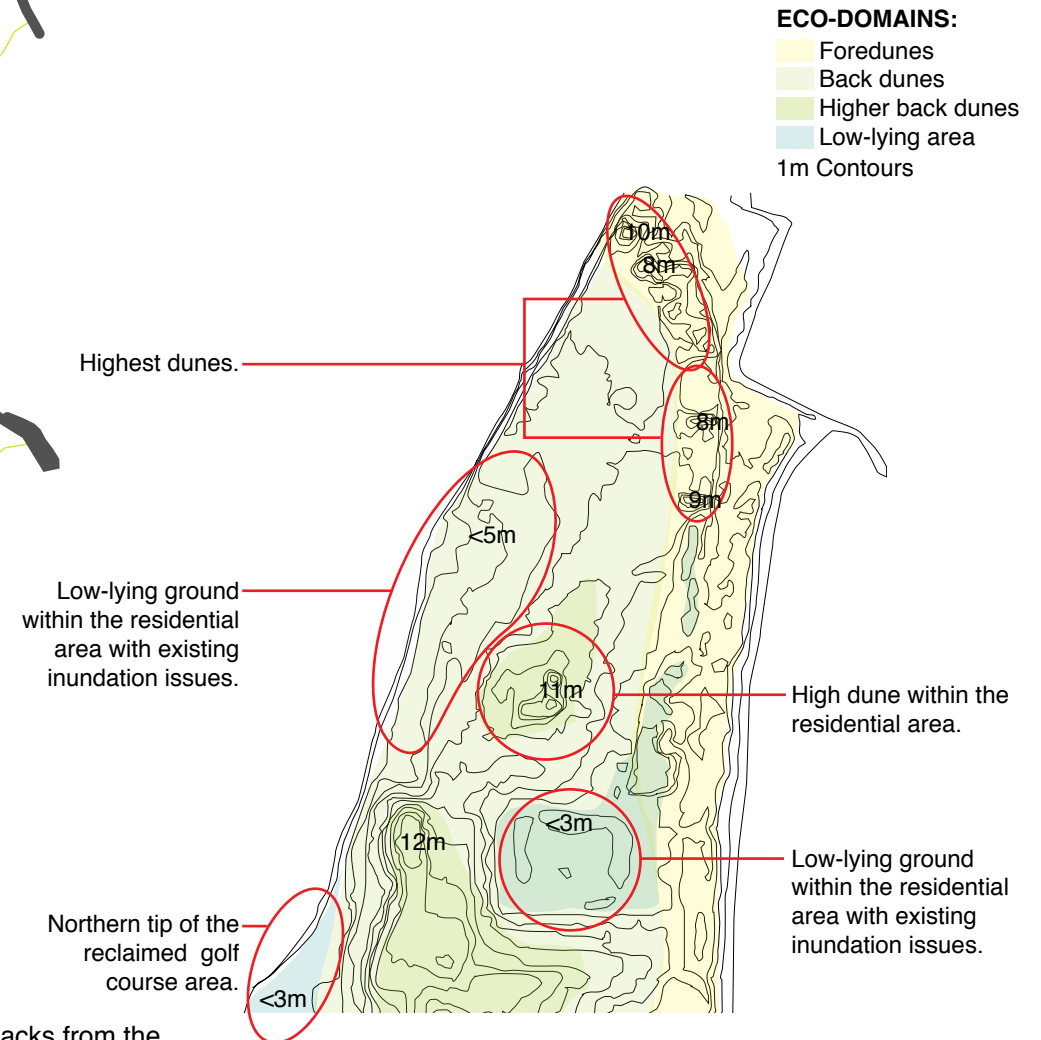 ECO-DOMAINS:
Foredunes
Back dunes
Higher back dunes
Low-lying area
1m Contours
10m
8m
Highest dunes.
8m
9m
<5m
Low-lying ground
within the residential
area with existing
inundation issues.
11m
High dune within the
residential area.
<3m
12m
Low-lying ground
within the residential
area with existing
inundation issues.
Northern tip of the
reclaimed golf
course area.
<3m
acks from the